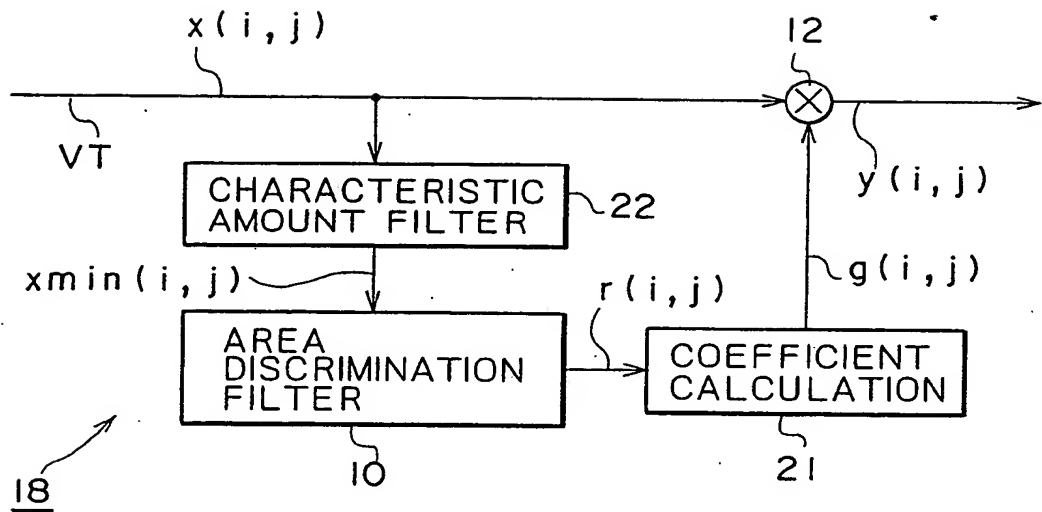 x(i,j)
12
VT
CHARACTERISTIC
AMOUNT FILTER
22
y(i,j)
xmin(i,j)
r(i,j)
g(i,j)
AREA
DISCRIMINATION
FILTER
COEFFICIENT
CALCULATION
10
21
18